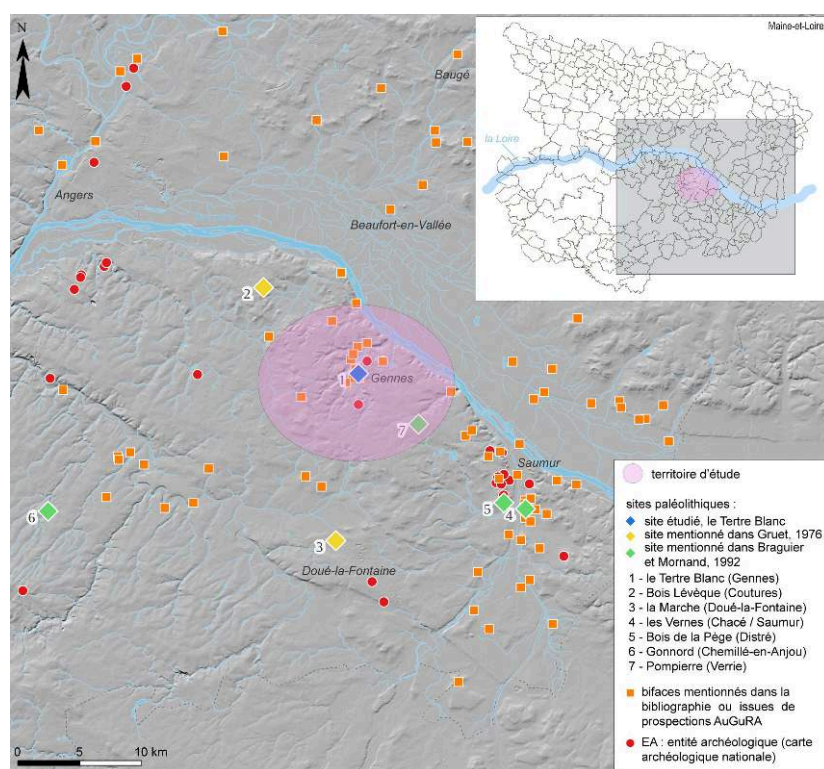 N
Maine-et-Loire
la Loire
Baugé
Angers
Beaufort-en-Vallée
2
1
Gennes
7
Saumur
5
4
6
3
Doué-la-Fontaine
0 5 10 km
territoire d'étude
sites paléolithiques :
site étudié, le Tertre Blanc
site mentionné dans Gruet, 1976
site mentionné dans Braguier
et Mornand, 1992
1 - le Tertre Blanc (Gennes)
2 - Bois Lévèque (Coutures)
3 - la Marche (Doué-la-Fontaine)
4 - les Vernes (Chacé / Saumur)
5 - Bois de la Pège (Distré)
6 - Gonnord (Chemillé-en-Anjou)
7 - Pompierre (Verrie)
bifaces mentionnés dans la
bibliographie ou issues de
prospections AuGuRA
EA : entité archéologique (carte
archéologique nationale)